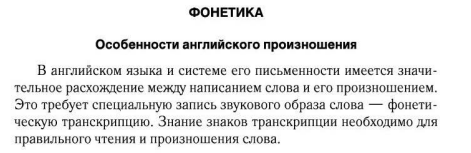 ФОНЕТИКА
Особенности английского произношения
В английском языка и системе его письменности имеется значи-
тельное расхождение между написанием слова и его произношением.
Это требует специальную запись звукового образа слова — фонети-
ческую транскрипцию. Знание знаков транскрипции необходимо для
правильного чтения и произношения слова.